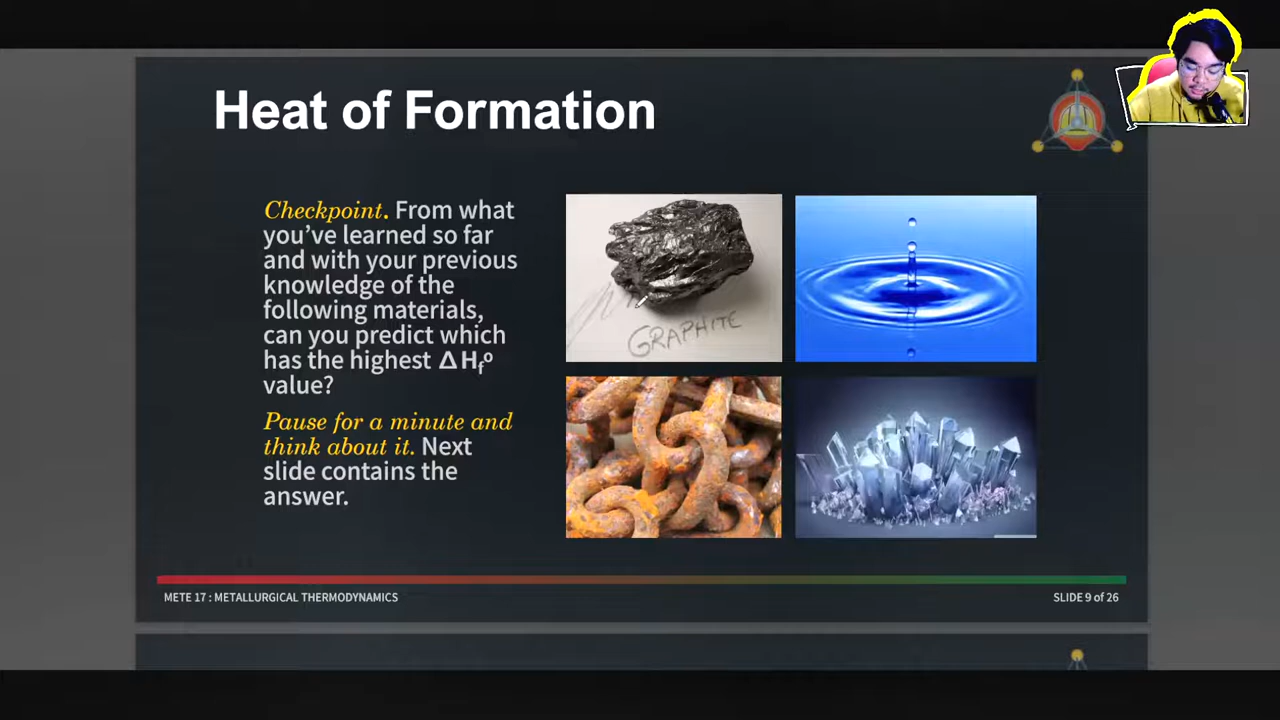 Heat of Formation
Checkpoint. From what
you’ve learned so far
and with your previous
knowledge of the
following materials,
can you predict which
has the highest ΔHfº
value?
Pause for a minute and
think about it. Next
slide contains the
answer.
GRAPHITE
METE 17 : METALLURGICAL THERMODYNAMICS
SLIDE 9 of 26